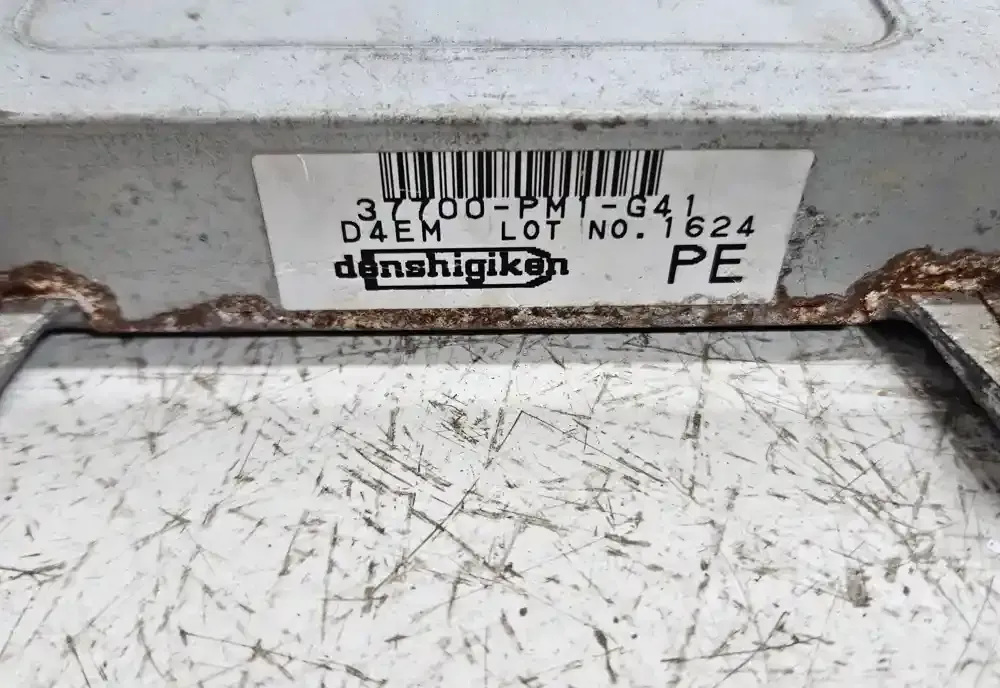 37700-PM1-G41
D4EM LOT NO. 1624
denshigiken PE